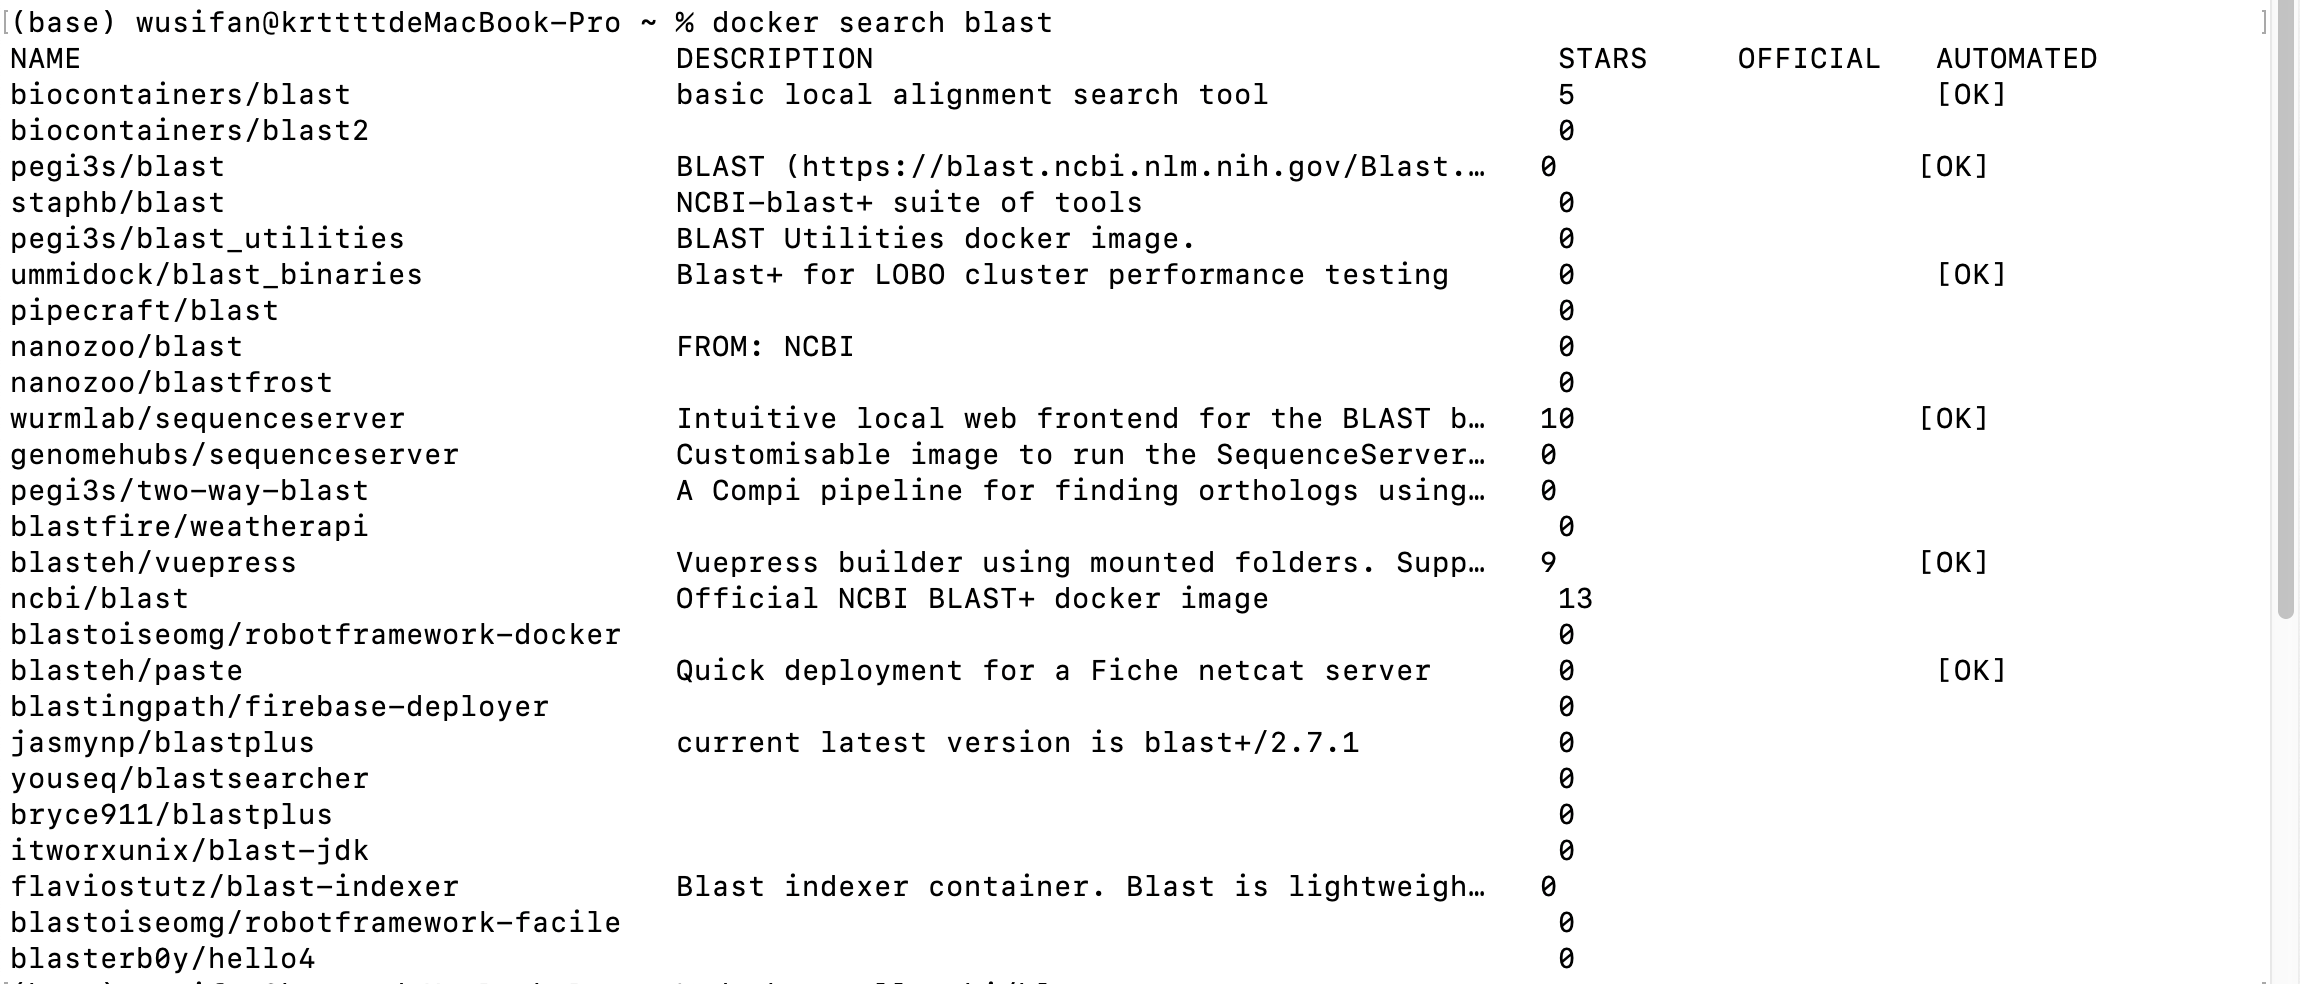 (base) wusifan@krttttdeMacBook-Pro ~ % docker search blast
NAME DESCRIPTION STARS OFFICIAL AUTOMATED
biocontainers/blast basic local alignment search tool 5 [OK]
biocontainers/blast2 0
pegi3s/blast BLAST (https://blast.ncbi.nlm.nih.gov/Blast.… 0 [OK]
staphb/blast NCBI-blast+ suite of tools 0
pegi3s/blast_utilities BLAST Utilities docker image. 0
ummidock/blast_binaries Blast+ for LOBO cluster performance testing 0 [OK]
pipecraft/blast 0
nanozoo/blast FROM: NCBI 0
nanozoo/blastfrost 0
wurmlab/sequenceserver Intuitive local web frontend for the BLAST b… 10 [OK]
genomehubs/sequenceserver Customisable image to run the SequenceServer… 0
pegi3s/two-way-blast A Compi pipeline for finding orthologs using… 0
blastfire/weatherapi 0
blasteh/vuepress Vuepress builder using mounted folders. Supp… 9 [OK]
ncbi/blast Official NCBI BLAST+ docker image 13
blastoiseomg/robotframework-docker 0
blasteh/paste Quick deployment for a Fiche netcat server 0 [OK]
blastingpath/firebase-deployer 0
jasmynp/blastplus current latest version is blast+/2.7.1 0
youseq/blastsearcher 0
bryce911/blastplus 0
itworxunix/blast-jdk 0
flaviostutz/blast-indexer Blast indexer container. Blast is lightweigh… 0
blastoiseomg/robotframework-facile 0
blasterb0y/hello4 0